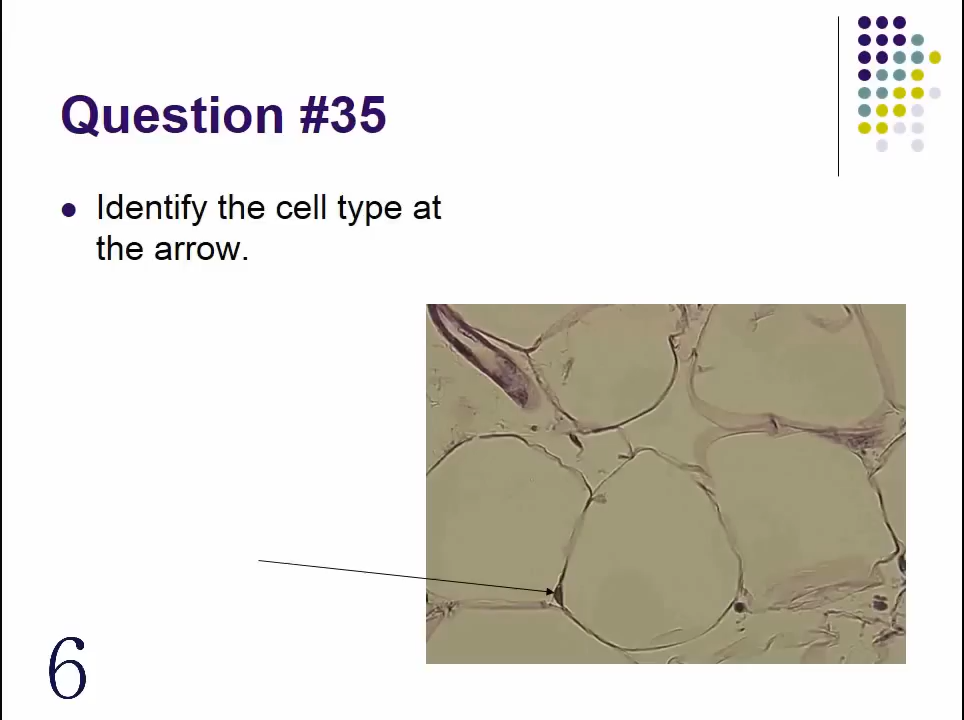 Question #35
Identify the cell type at
the arrow.
6